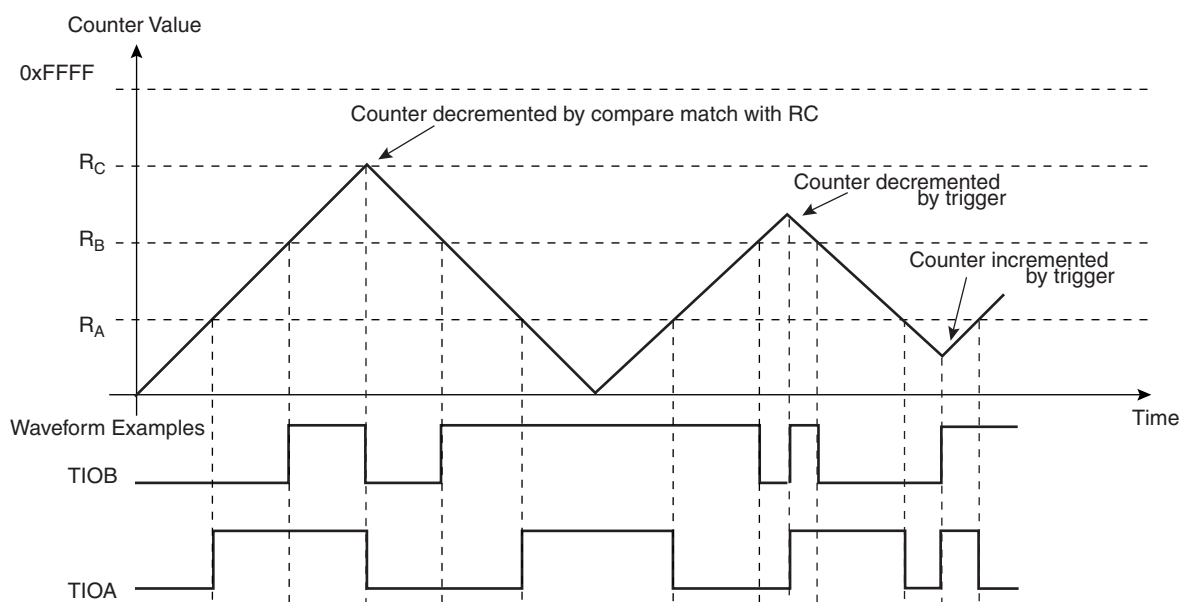 Counter Value
0xFFFF
Counter decremented by compare match with RC
RC
Counter decremented
by trigger
RB
Counter incremented
by trigger
RA
Time
Waveform Examples
TIOB
TIOA